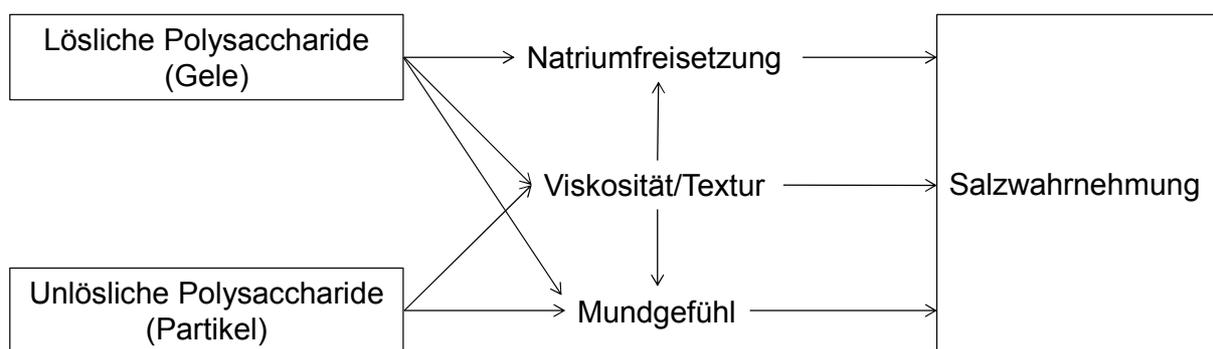 Lösliche Polysaccharide
(Gele)
Natriumfreisetzung
Viskosität/Textur
Salzwahrnehmung
Unlösliche Polysaccharide
(Partikel)
Mundgefühl